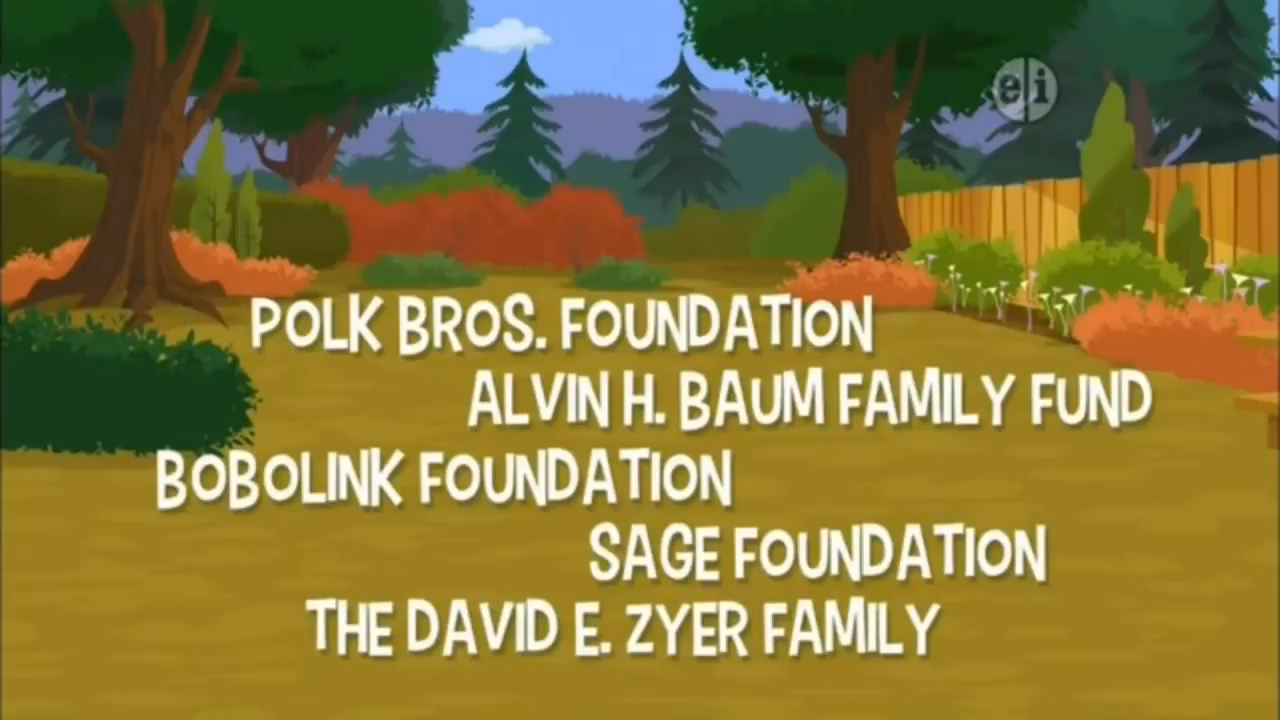 e/i
POLK BROS. FOUNDATION
ALVIN H. BAUM FAMILY FUND
BOBOLINK FOUNDATION
SAGE FOUNDATION
THE DAVID E. ZYER FAMILY